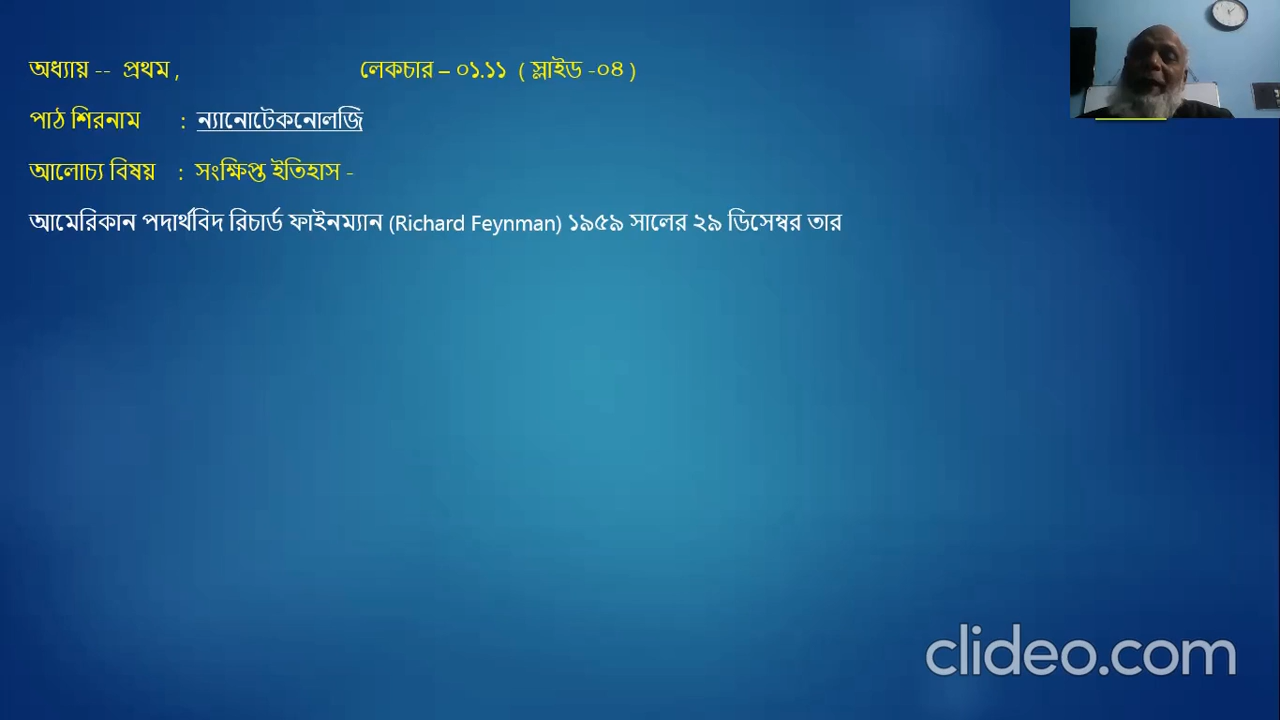 অধ্যায় -- প্রথম , লেকচার – ০১.১১ ( স্লাইড -০৪ )
পাঠ শিরনাম : ন্যানোটেকনোলজি
আলোচ্য বিষয় : সংক্ষিপ্ত ইতিহাস -
আমেরিকান পদার্থবিদ রিচার্ড ফাইনম্যান (Richard Feynman) ১৯৫৯ সালের ২৯ ডিসেম্বর তার
clideo.com